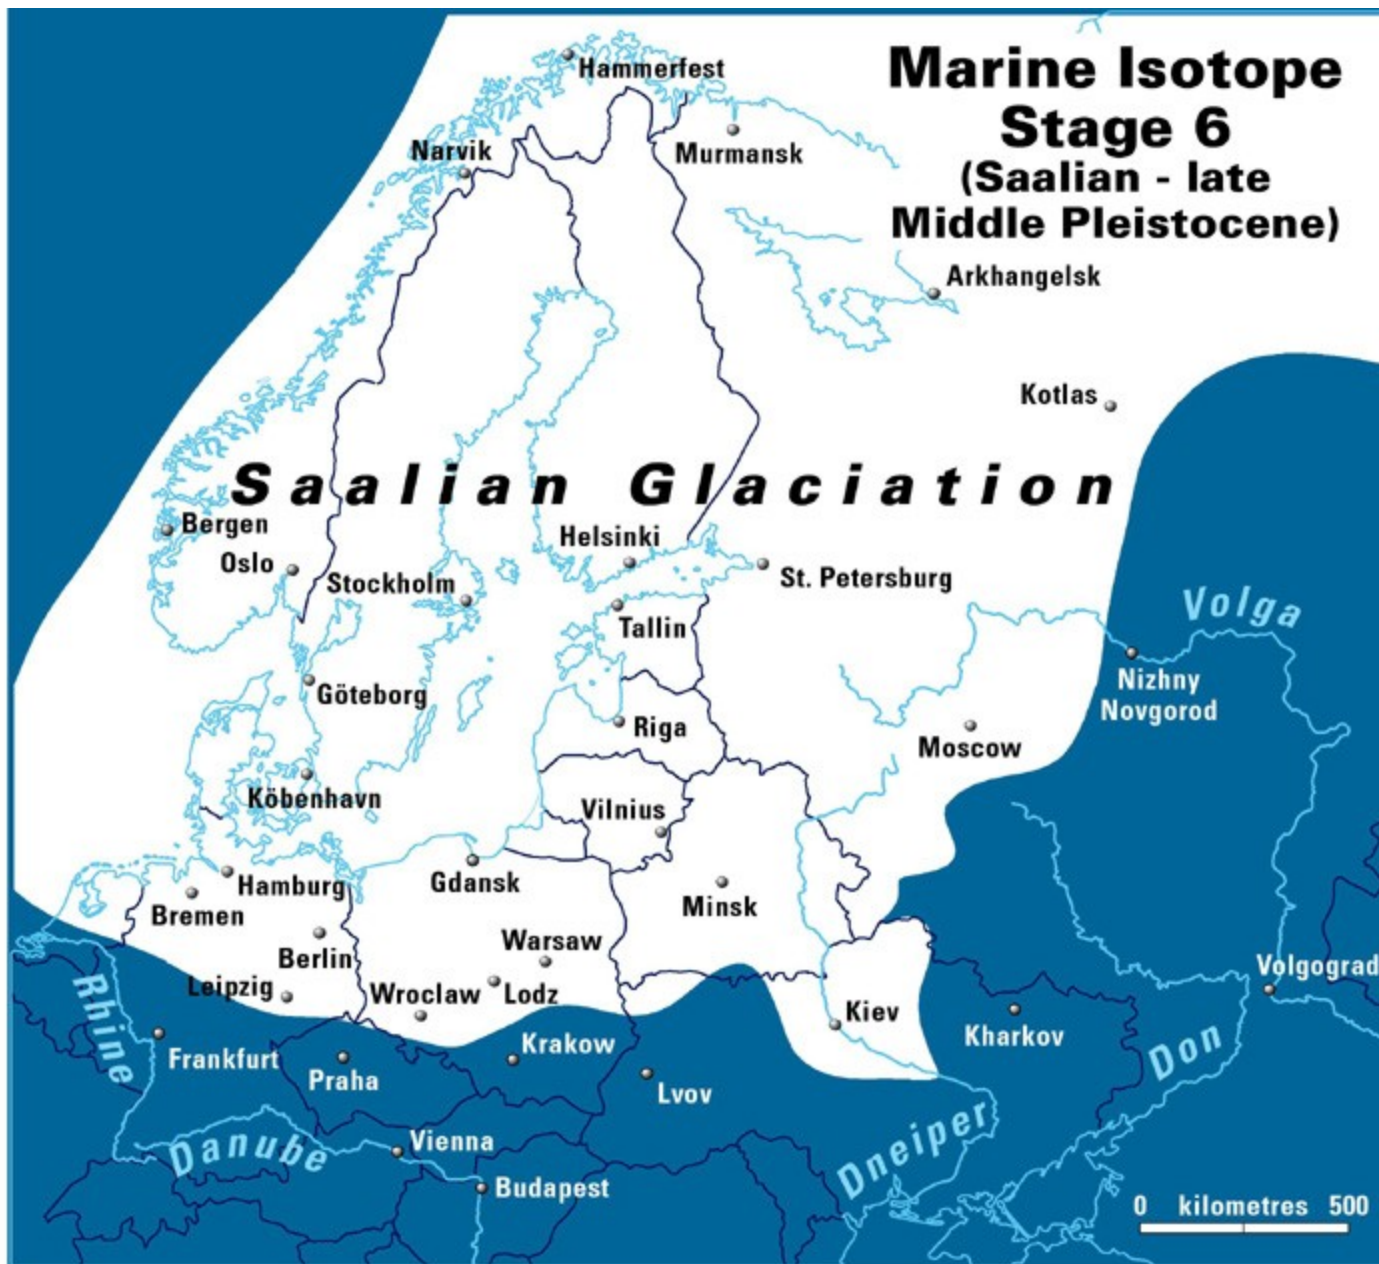 Marine Isotope
Stage 6
(Saalian - late
Middle Pleistocene)
Hammerfest
Narvik
Murmansk
Arkhangelsk
Kotlas
Saalian Glaciation
Bergen
Helsinki
Oslo
Stockholm
St. Petersburg
Volga
Tallin
Göteborg
Nizhny
Novgorod
Riga
Moscow
Köbenhavn
Vilnius
Hamburg
Gdansk
Bremen
Minsk
Berlin
Warsaw
Leipzig
Wroclaw
Lodz
Volgograd
Rhine
Kiev
Kharkov
Frankfurt
Krakow
Praha
Lvov
Don
Danube
Vienna
Dneiper
Budapest
0 kilometres 500